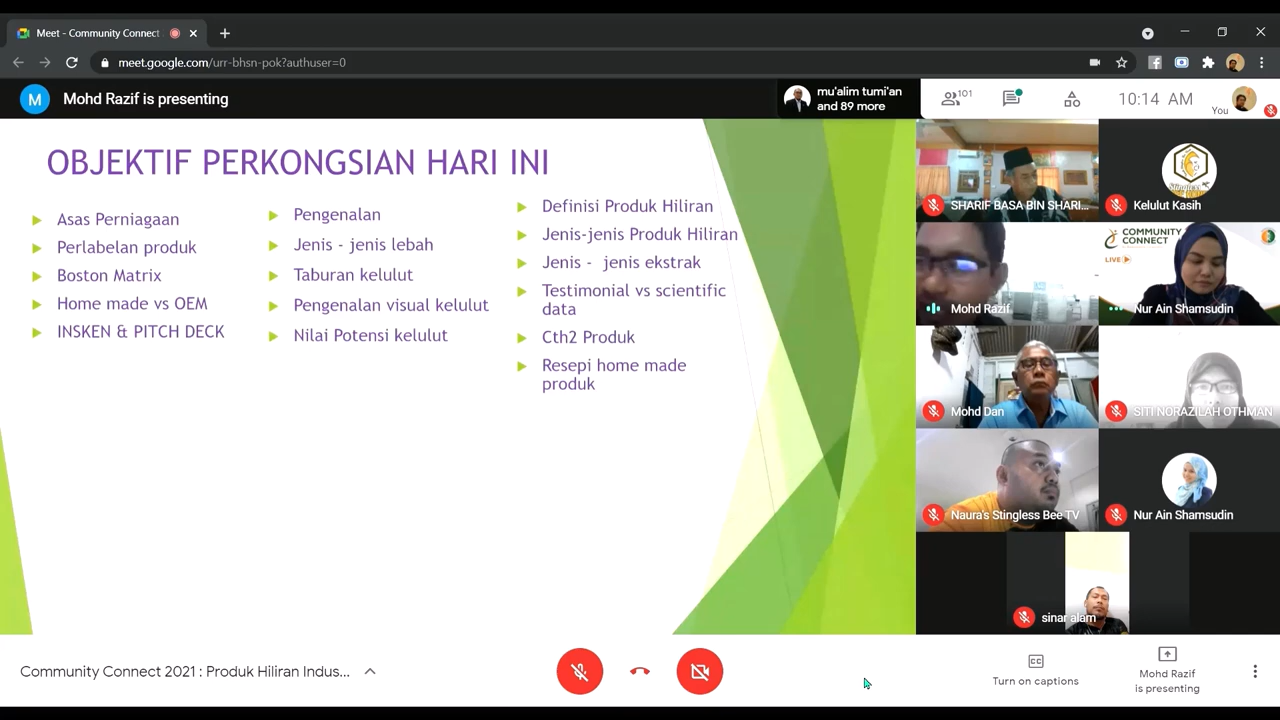 Meet - Community Connect
meet.google.com/urr-bhsn-pok?authuser=0
M
Mohd Razif is presenting
mu'alim tumi'an
and 89 more
101
10:14 AM
You
OBJEKTIF PERKONGSIAN HARI INI
Asas Perniagaan
Perlabelan produk
Boston Matrix
Home made vs OEM
INSKEN & PITCH DECK
Pengenalan
Jenis - jenis lebah
Taburan kelulut
Pengenalan visual kelulut
Nilai Potensi kelulut
Definisi Produk Hiliran
Jenis-jenis Produk Hiliran
Jenis - jenis ekstrak
Testimonial vs scientific
data
Cth2 Produk
Resepi home made
produk
SHARIF BASA BIN SHARI...
Kelulut Kasih
Mohd Razif
COMMUNITY
CONNECT
LIVE
Nur Ain Shamsudin
Mohd Dan
SITI NORAZILAH OTHMAN
Naura's Stingless Bee TV
Nur Ain Shamsudin
sinar alam
Community Connect 2021 : Produk Hiliran Indus...
CC
Turn on captions
Mohd Razif
is presenting